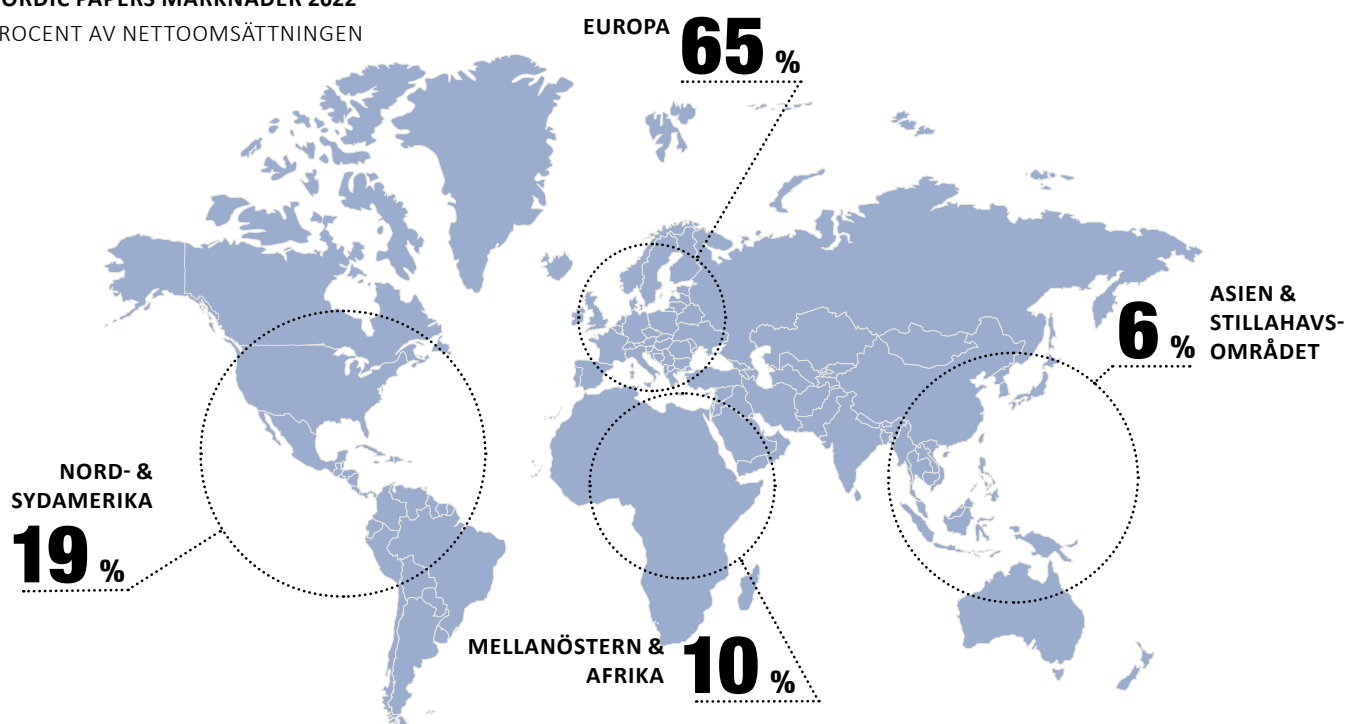 ORDIC PAPERS MARKNADER 2022
ROCENT AV NETTOOMSÄTTNINGEN
EUROPA 65 %
6 %
ASIEN &
STILLAHAVS-
OMRÅDET
NORD- &
SYDAMERIKA
19 %
MELLANÖSTERN &
AFRIKA
10 %